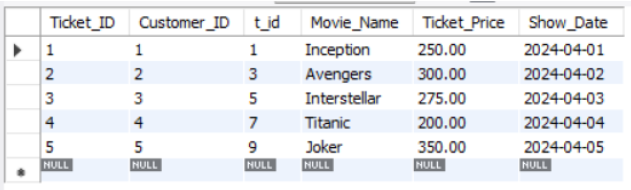 Ticket_ID Customer_ID t_id Movie_Name Ticket_Price Show_Date
1 1 1 Inception 250.00 2024-04-01
2 2 3 Avengers 300.00 2024-04-02
3 3 5 Interstellar 275.00 2024-04-03
4 4 7 Titanic 200.00 2024-04-04
5 5 9 Joker 350.00 2024-04-05
NULL NULL NULL NULL NULL NULL